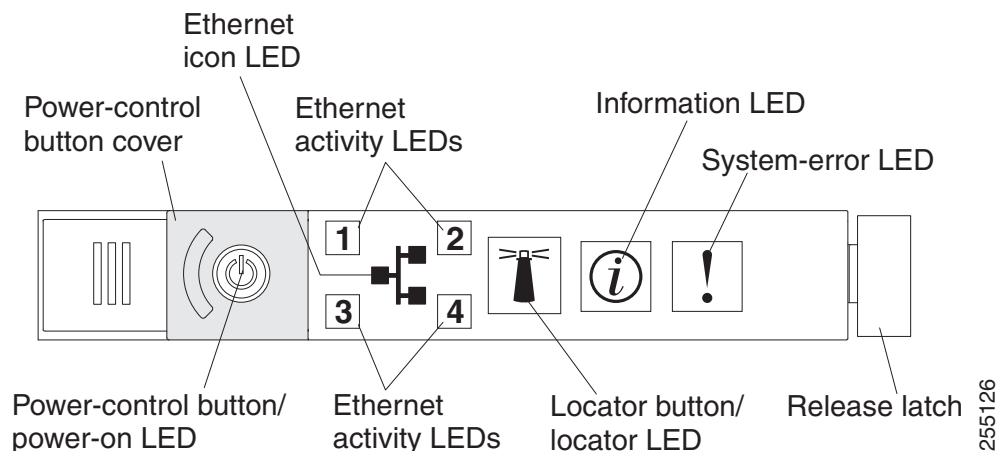 Ethernet
icon LED
Power-control
button cover
Ethernet
activity LEDs
Information LED
System-error LED
1
2
3
4
i
!
Power-control button/
power-on LED
Ethernet
activity LEDs
Locator button/
locator LED
Release latch
255126